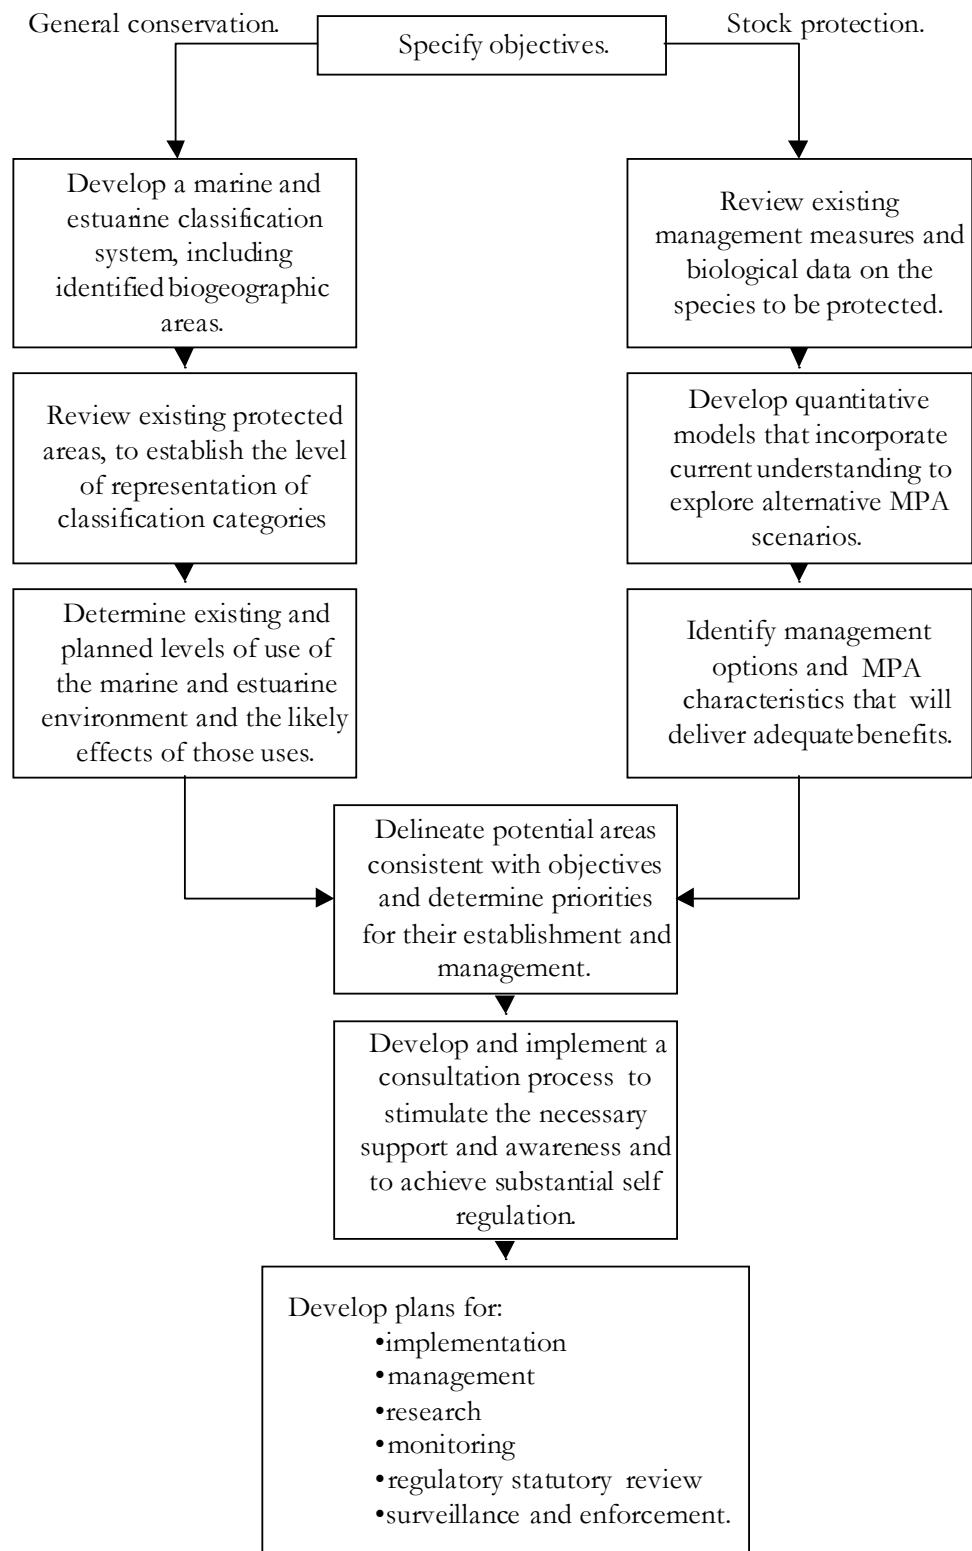 General conservation.
Specify objectives.
Stock protection.
Develop a marine and
estuarine classification
system, including
identified biogeographic
areas.
Review existing protected
areas, to establish the level
of representation of
classification categories
Determine existing and
planned levels of use of
the marine and estuarine
environment and the likely
effects of those uses.
Review existing
management measures and
biological data on the
species to be protected.
Develop quantitative
models that incorporate
current understanding to
explore alternative MPA
scenarios.
Identify management
options and MPA
characteristics that will
deliver adequate benefits.
Delineate potential areas
consistent with objectives
and determine priorities
for their establishment and
management.
Develop and implement a
consultation process to
stimulate the necessary
support and awareness and
to achieve substantial self
regulation.
Develop plans for:
•implementation
•management
•research
•monitoring
•regulatory statutory review
•surveillance and enforcement.